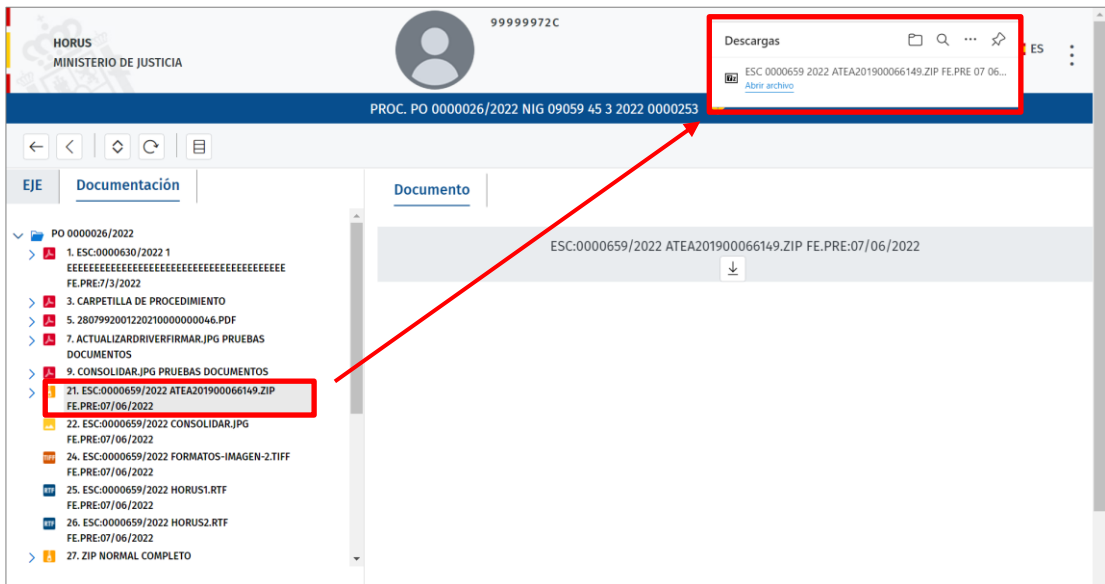 99999972C
HORUS
MINISTERIO DE JUSTICIA
Descargas
ESC 0000659 2022 ATEA201900066149.ZIP FE.PRE 07 06...
Abrir archivo
ES
PROC. PO 0000026/2022 NIG 09059 45 3 2022 0000253
EJE
Documentación
Documento
PO 0000026/2022
1. ESC:0000630/2022 1
EEEEEEEEEEEEEEEEEEEEEEEEEEEEEEEEEEEEEEEE
FE.PRE:7/3/2022
3. CARPETILLA DE PROCEDIMIENTO
5. 2807992001220210000000046.PDF
7. ACTUALIZARDRIVERFIRMAR.JPG PRUEBAS
DOCUMENTOS
9. CONSOLIDAR.JPG PRUEBAS DOCUMENTOS
21. ESC:0000659/2022 ATEA201900066149.ZIP
FE.PRE:07/06/2022
22. ESC:0000659/2022 CONSOLIDAR.JPG
FE.PRE:07/06/2022
TIFF
24. ESC:0000659/2022 FORMATOS-IMAGEN-2.TIFF
FE.PRE:07/06/2022
RTF
25. ESC:0000659/2022 HORUS1.RTF
FE.PRE:07/06/2022
RTF
26. ESC:0000659/2022 HORUS2.RTF
FE.PRE:07/06/2022
27. ZIP NORMAL COMPLETO
ESC:0000659/2022 ATEA201900066149.ZIP FE.PRE:07/06/2022